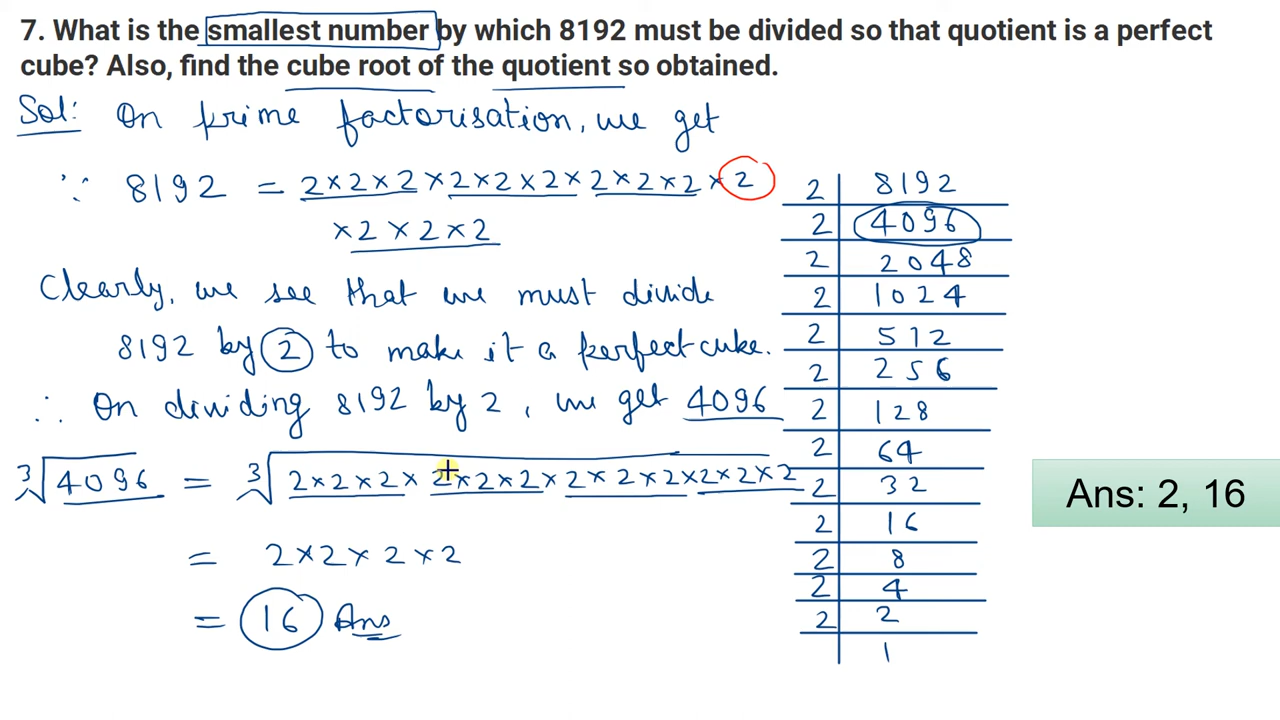 7. What is the smallest number by which 8192 must be divided so that quotient is a perfect
cube? Also, find the cube root of the quotient so obtained.
Sol: On prime factorisation, we get
∵ 8192 = 2×2×2×2×2×2×2×2×2×2
×2×2×2
Clearly, we see that we must divide
8192 by 2 to make it a perfect cube.
∴ On dividing 8192 by 2, we get 4096
∛4096 = ∛2×2×2×2×2×2×2×2×2×2×2×2
= 2×2×2×2
= 16 Ans
2 | 8192
2 | 4096
2 | 2048
2 | 1024
2 | 512
2 | 256
2 | 128
2 | 64
2 | 32
2 | 16
2 | 8
2 | 4
2 | 2
| 1
Ans: 2, 16